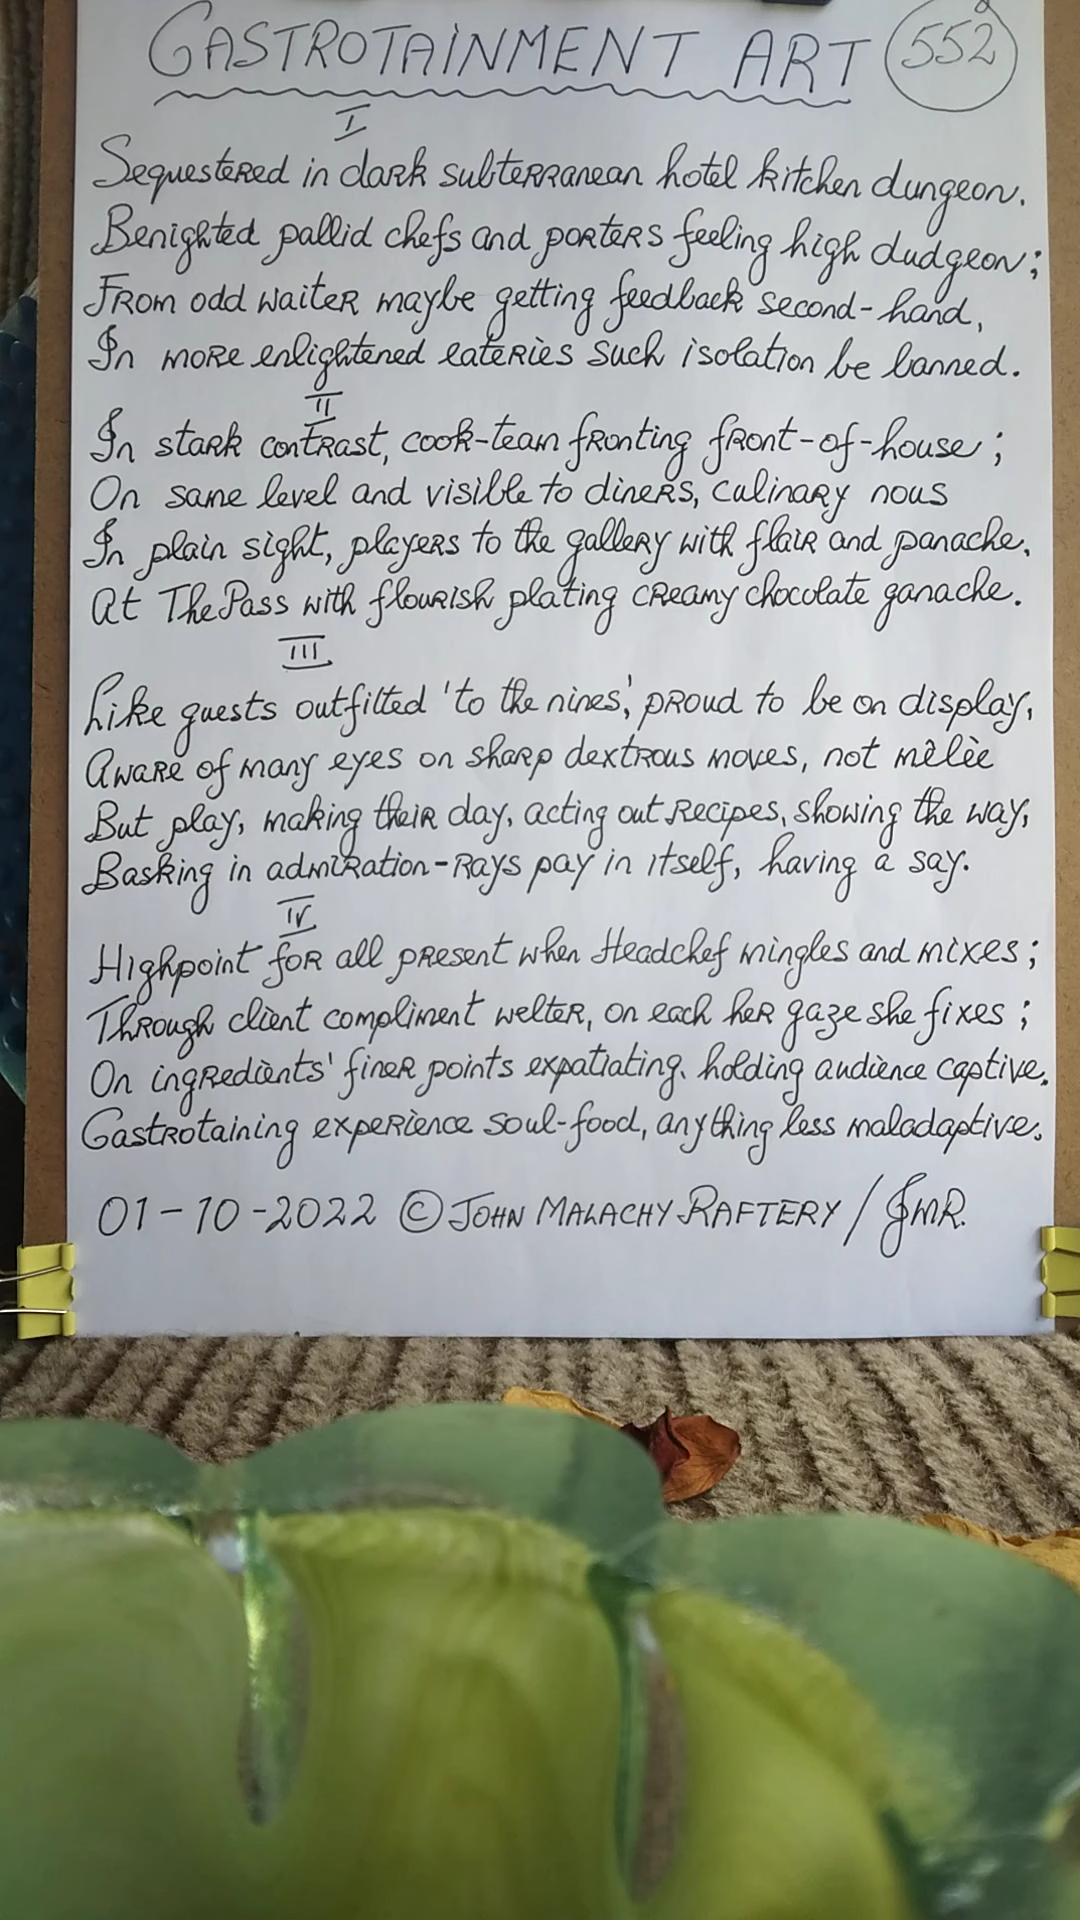 GASTROTAINMENT ART 552
I
Sequestered in dark subterranean hotel kitchen dungeon.
Benighted pallid chefs and porters feeling high dudgeon;
From odd waiter maybe getting feedback second-hand,
In more enlightened eateries such isolation be banned.
II
In stark contrast, cook-team fronting front-of-house;
On same level and visible to diners, culinary nous
In plain sight, players to the gallery with flair and panache.
At The Pass with flourish plating creamy chocolate ganache.
III
Like guests outfitted 'to the nines', proud to be on display,
Aware of many eyes on sharp dextrous moves, not mêlèe
But play, making their day, acting out recipes, showing the way,
Basking in admiration-rays pay in itself, having a say.
IV
Highpoint for all present when Headchef mingles and mixes;
Through client compliment welter, on each her gaze she fixes;
On ingredients' finer points expatiating, holding audience captive.
Gastrotaining experience soul-food, anything less maladaptive.
01-10-2022 © JOHN MALACHY RAFTERY / JMR.